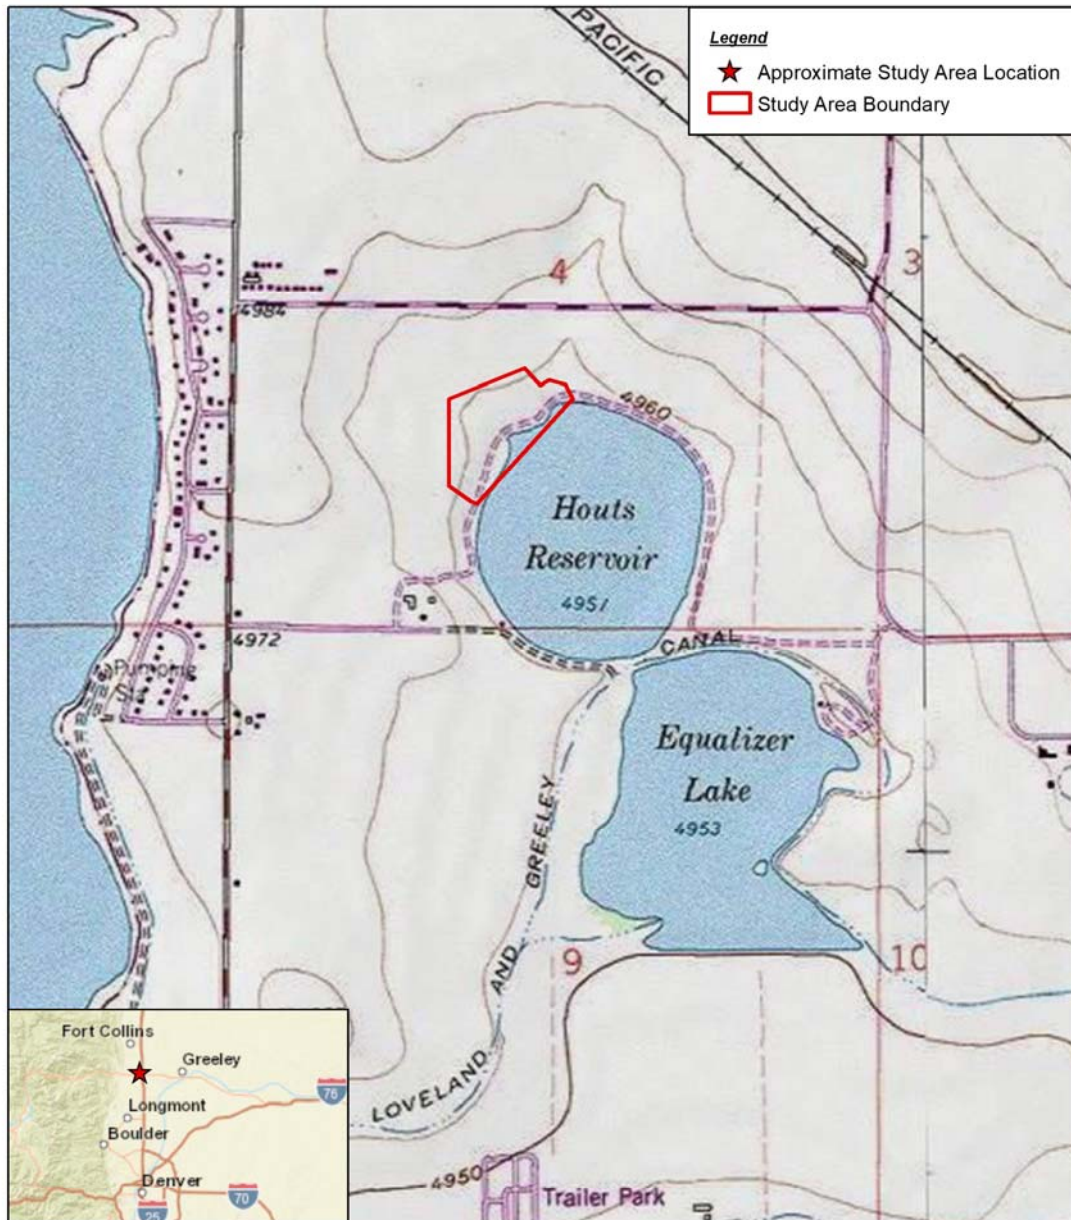 Legend
Approximate Study Area Location
Study Area Boundary
PACIFIC
4
3
4984
4960
Houts
Reservoir
4951
4972
CANAL
Pumping
Sta
Equalizer
Lake
4953
GREELEY
AND
LOVELAND
9
10
4950
Trailer Park
Fort Collins
Greeley
Longmont
Boulder
Denver
76
70
25